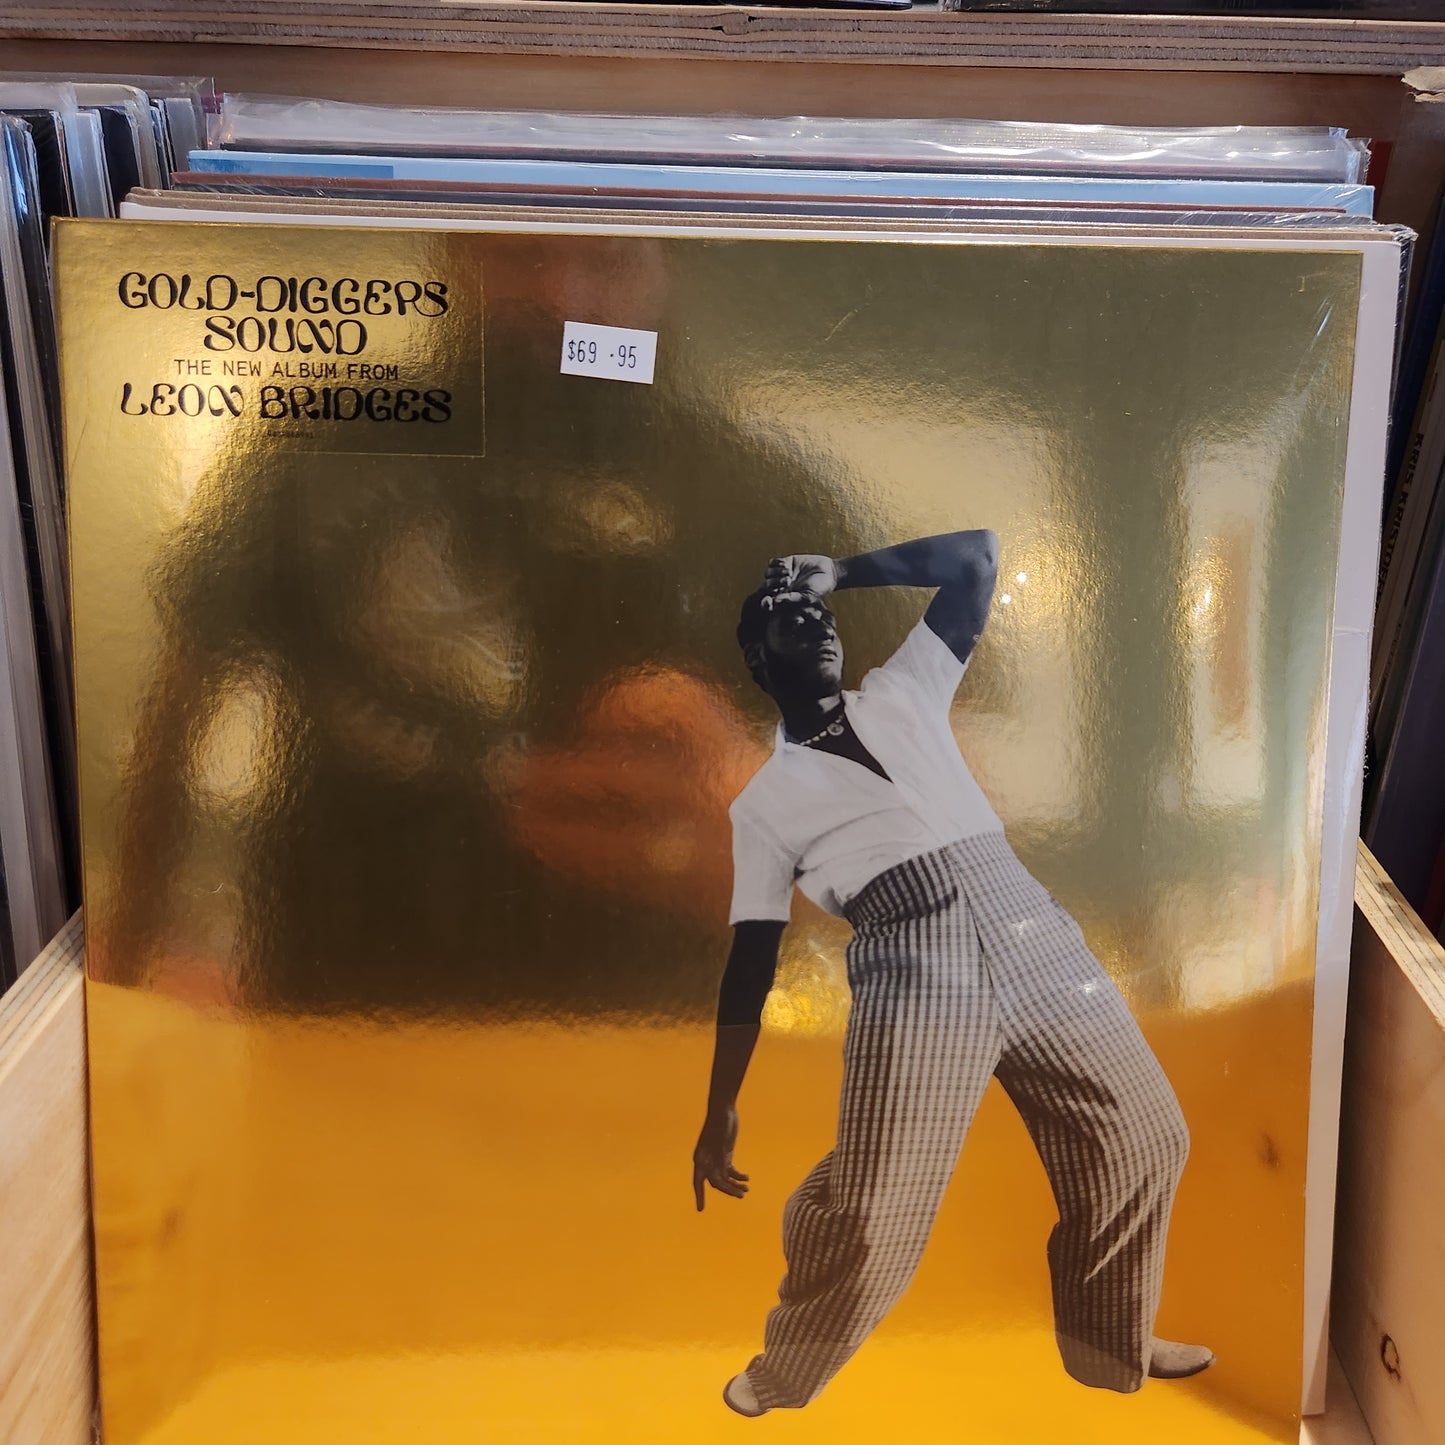 GOLD-DIGGERS
SOUND
THE NEW ALBUM FROM
LEON BRIDGES
$69.95